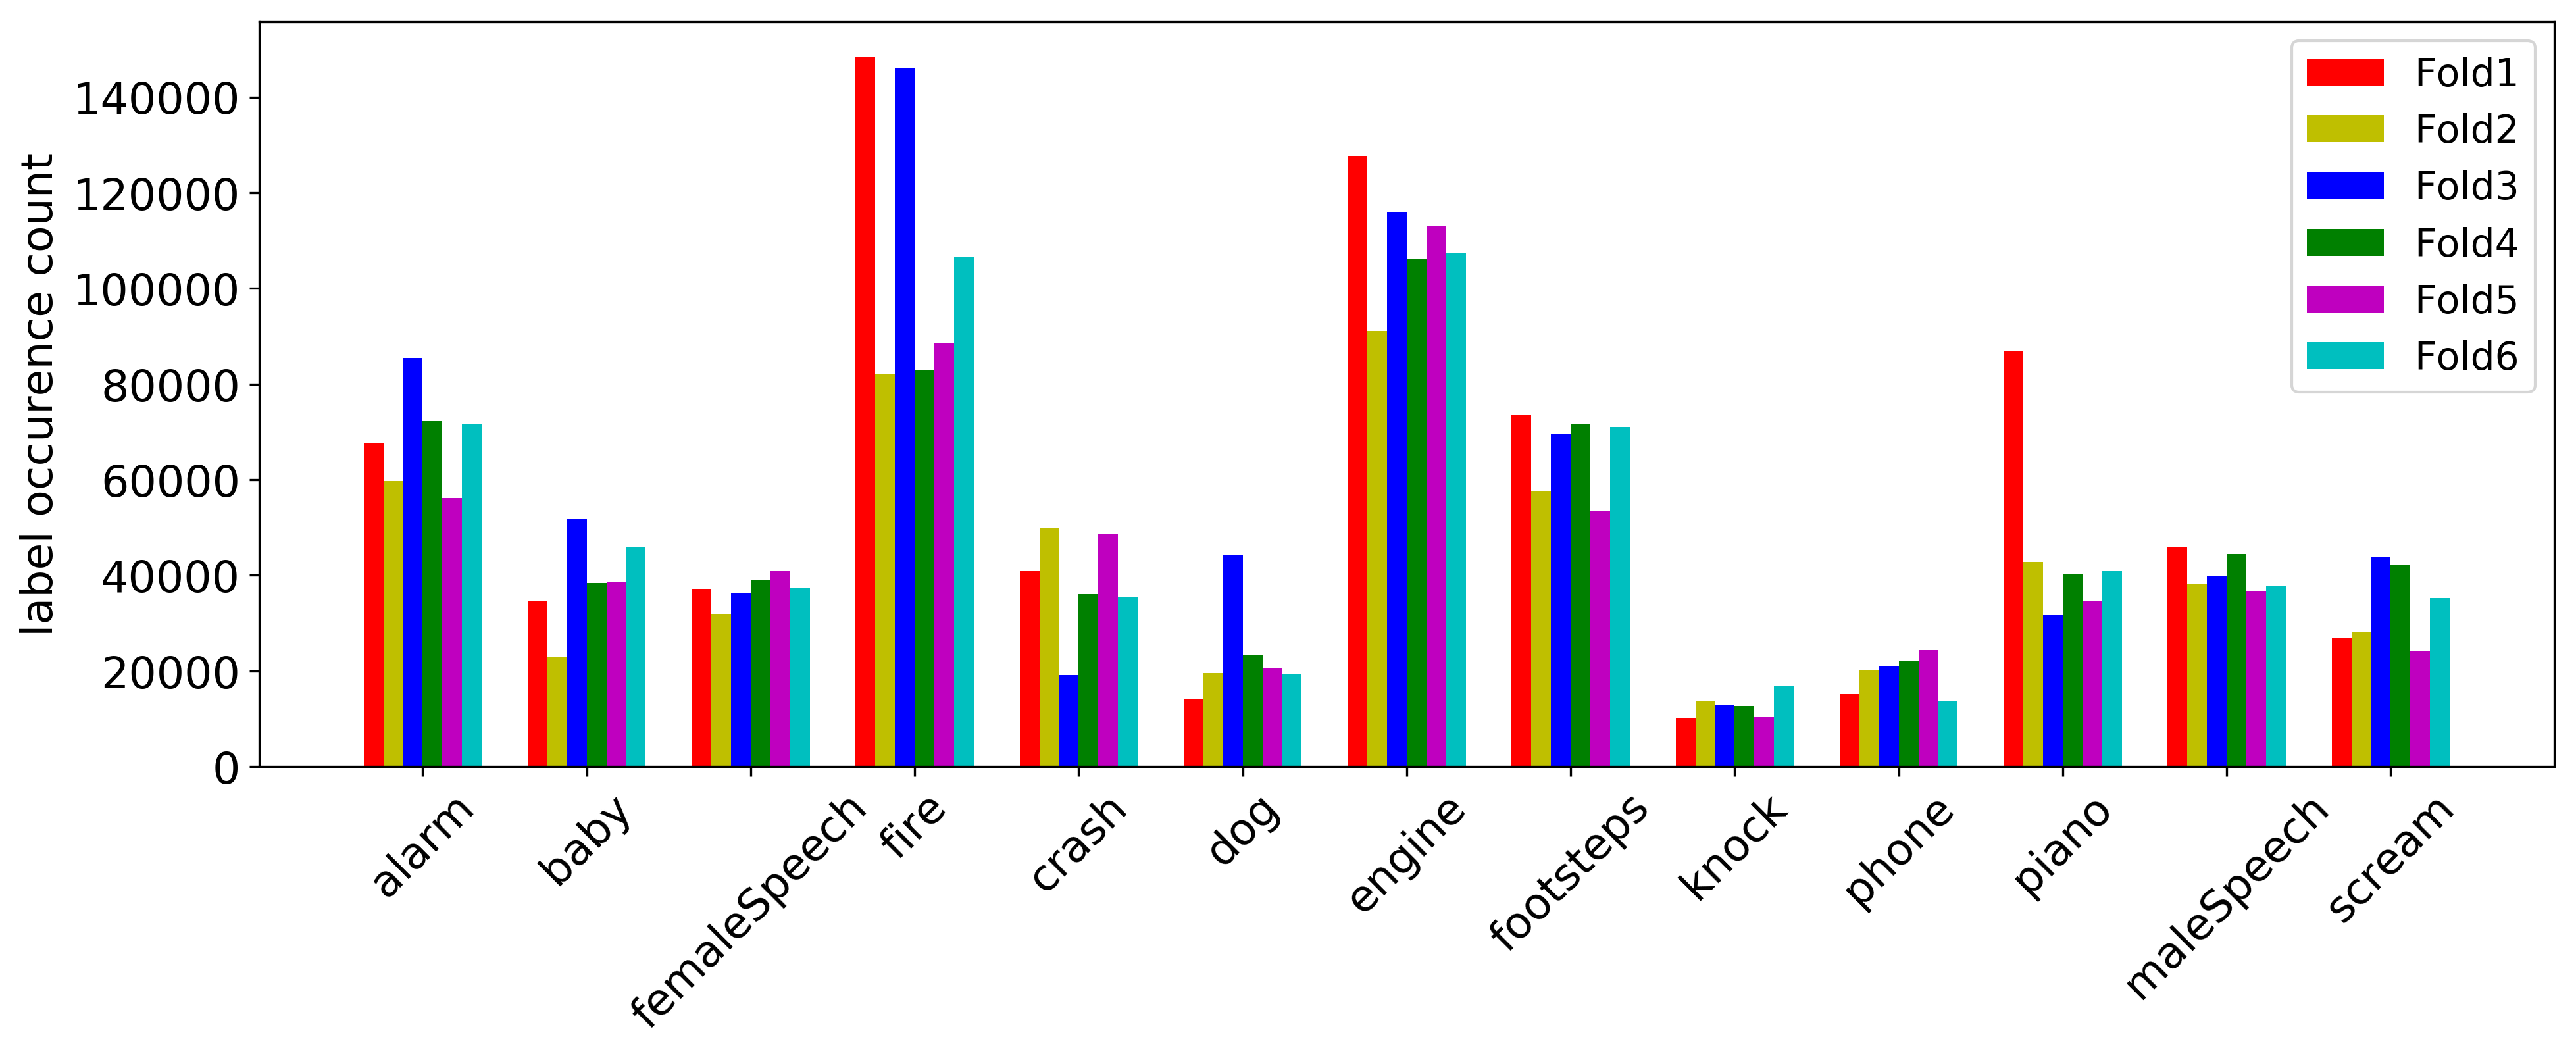 label occurence count
140000
120000
100000
80000
60000
40000
20000
0
alarm
baby
femaleSpeech
fire
crash
dog
engine
footsteps
knock
phone
piano
maleSpeech
scream
Fold1
Fold2
Fold3
Fold4
Fold5
Fold6